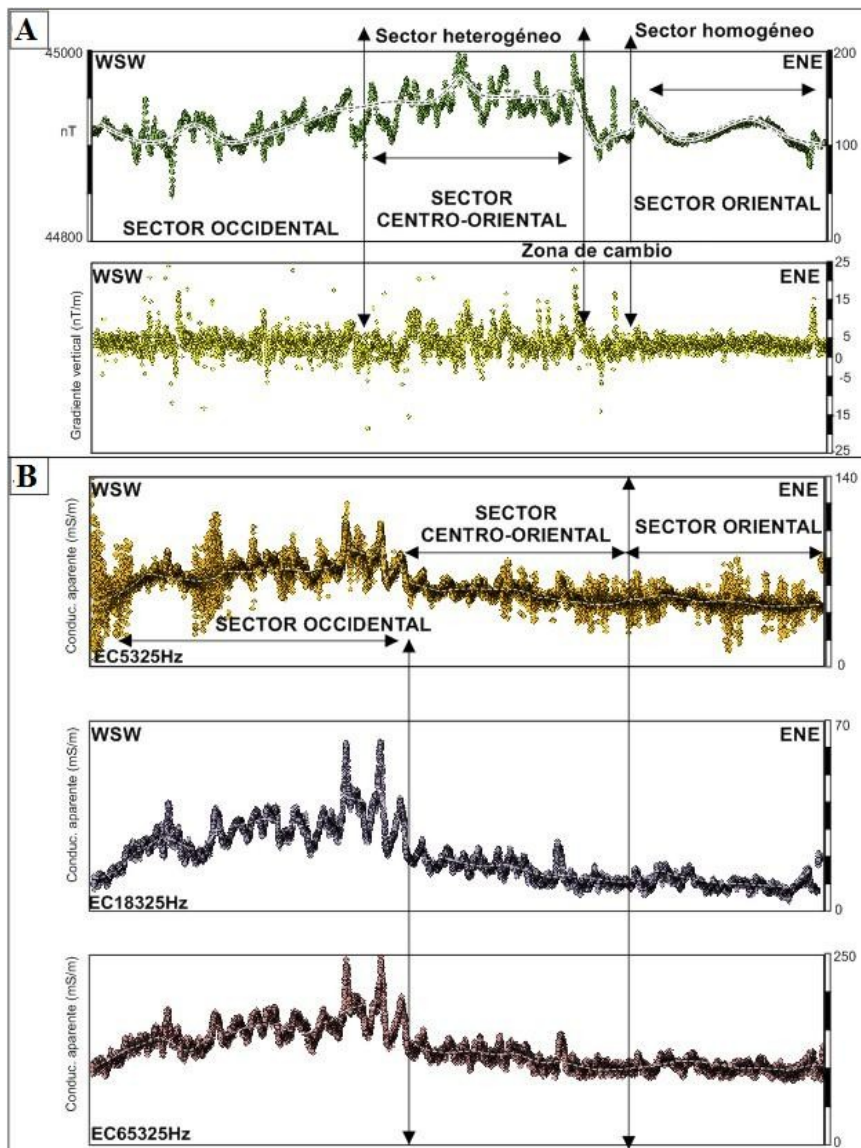 A
45000
WSW
Sector heterogéneo
Sector homogéneo
ENE
200
nT
100
SECTOR OCCIDENTAL
SECTOR
CENTRO-ORIENTAL
SECTOR ORIENTAL
44800
0
Zona de cambio
WSW
ENE
25
15
5
0
-5
15
25
Gradiente vertical (nT/m)
B
WSW
ENE
140
SECTOR
CENTRO-ORIENTAL
SECTOR ORIENTAL
SECTOR OCCIDENTAL
Conduc. aparente (mS/m)
EC5325Hz
0
WSW
ENE
70
Conduc. aparente (mS/m)
EC18325Hz
0
250
Conduc. aparente (mS/m)
EC65325Hz
0